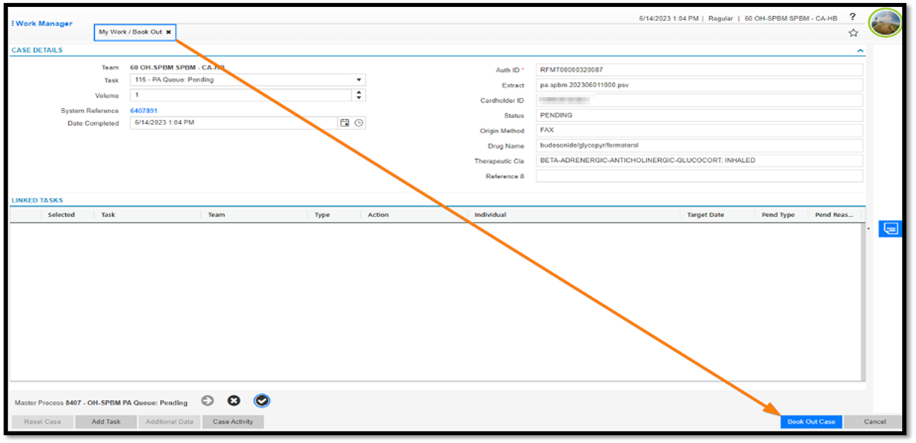 Work Manager
6/14/2023 1:04 PM | Regular | 60 OH-SPBM SPBM - CA-HB ?
My Work / Book Out ×
CASE DETAILS
Team 60 OH-SPBM SPBM - CA-HB
Task 115 - PA Queue: Pending
Volume 1
System Reference 6407891
Date Completed 6/14/2023 1:04 PM
Auth ID * RFMT00000320087
Extract pa.spbm.202306011000.psv
Cardholder ID
Status PENDING
Origin Method FAX
Drug Name budesonide/glycopyr/formoterol
Therapeutic Cla BETA-ADRENERGIC-ANTICHOLINERGIC-GLUCOCORT, INHALED
Reference 8
LINKED TASKS
Selected Task Team Type Action Individual Target Date Pend Type Pend Reas...
Master Process 8407 - OH-SPBM PA Queue: Pending
Reset Case Add Task Additional Data Case Activity Book Out Case Cancel